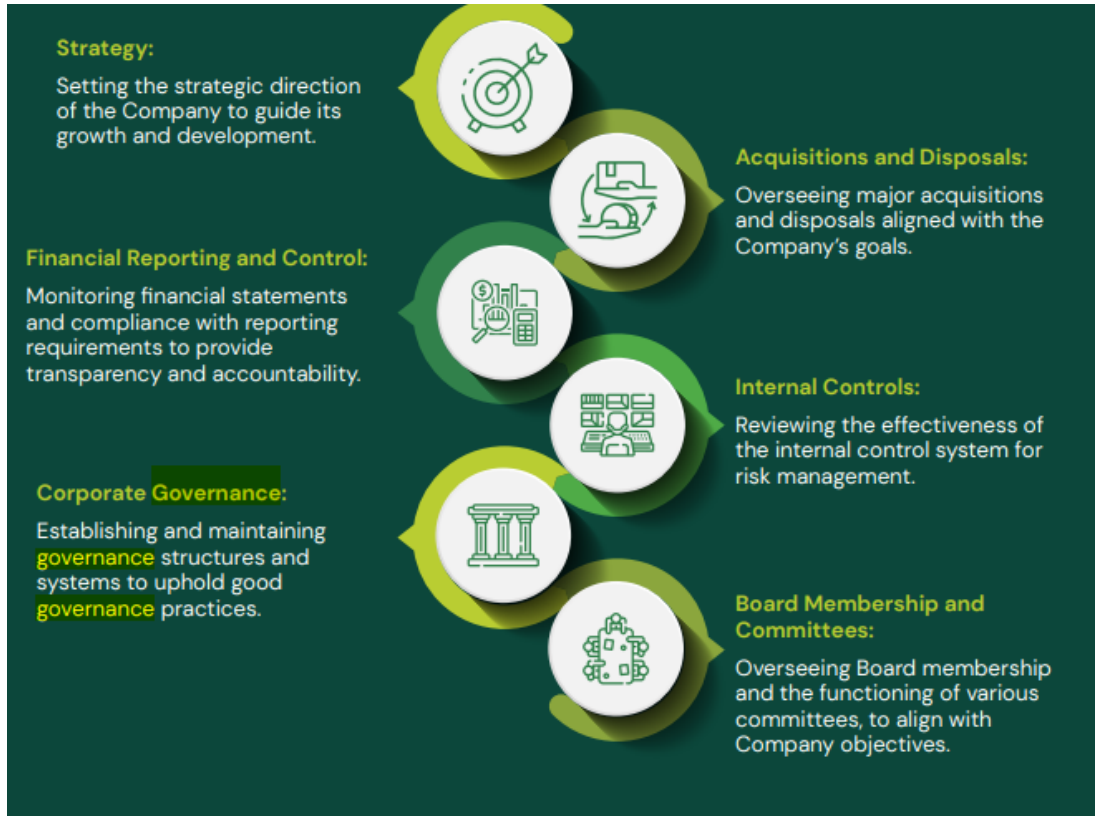 Strategy:
Setting the strategic direction
of the Company to guide its
growth and development.
Acquisitions and Disposals:
Overseeing major acquisitions
and disposals aligned with the
Company's goals.
Financial Reporting and Control:
Monitoring financial statements
and compliance with reporting
requirements to provide
transparency and accountability.
Internal Controls:
Reviewing the effectiveness of
the internal control system for
risk management.
Corporate Governance:
Establishing and maintaining
governance structures and
systems to uphold good
governance practices.
Board Membership and
Committees:
Overseeing Board membership
and the functioning of various
committees, to align with
Company objectives.